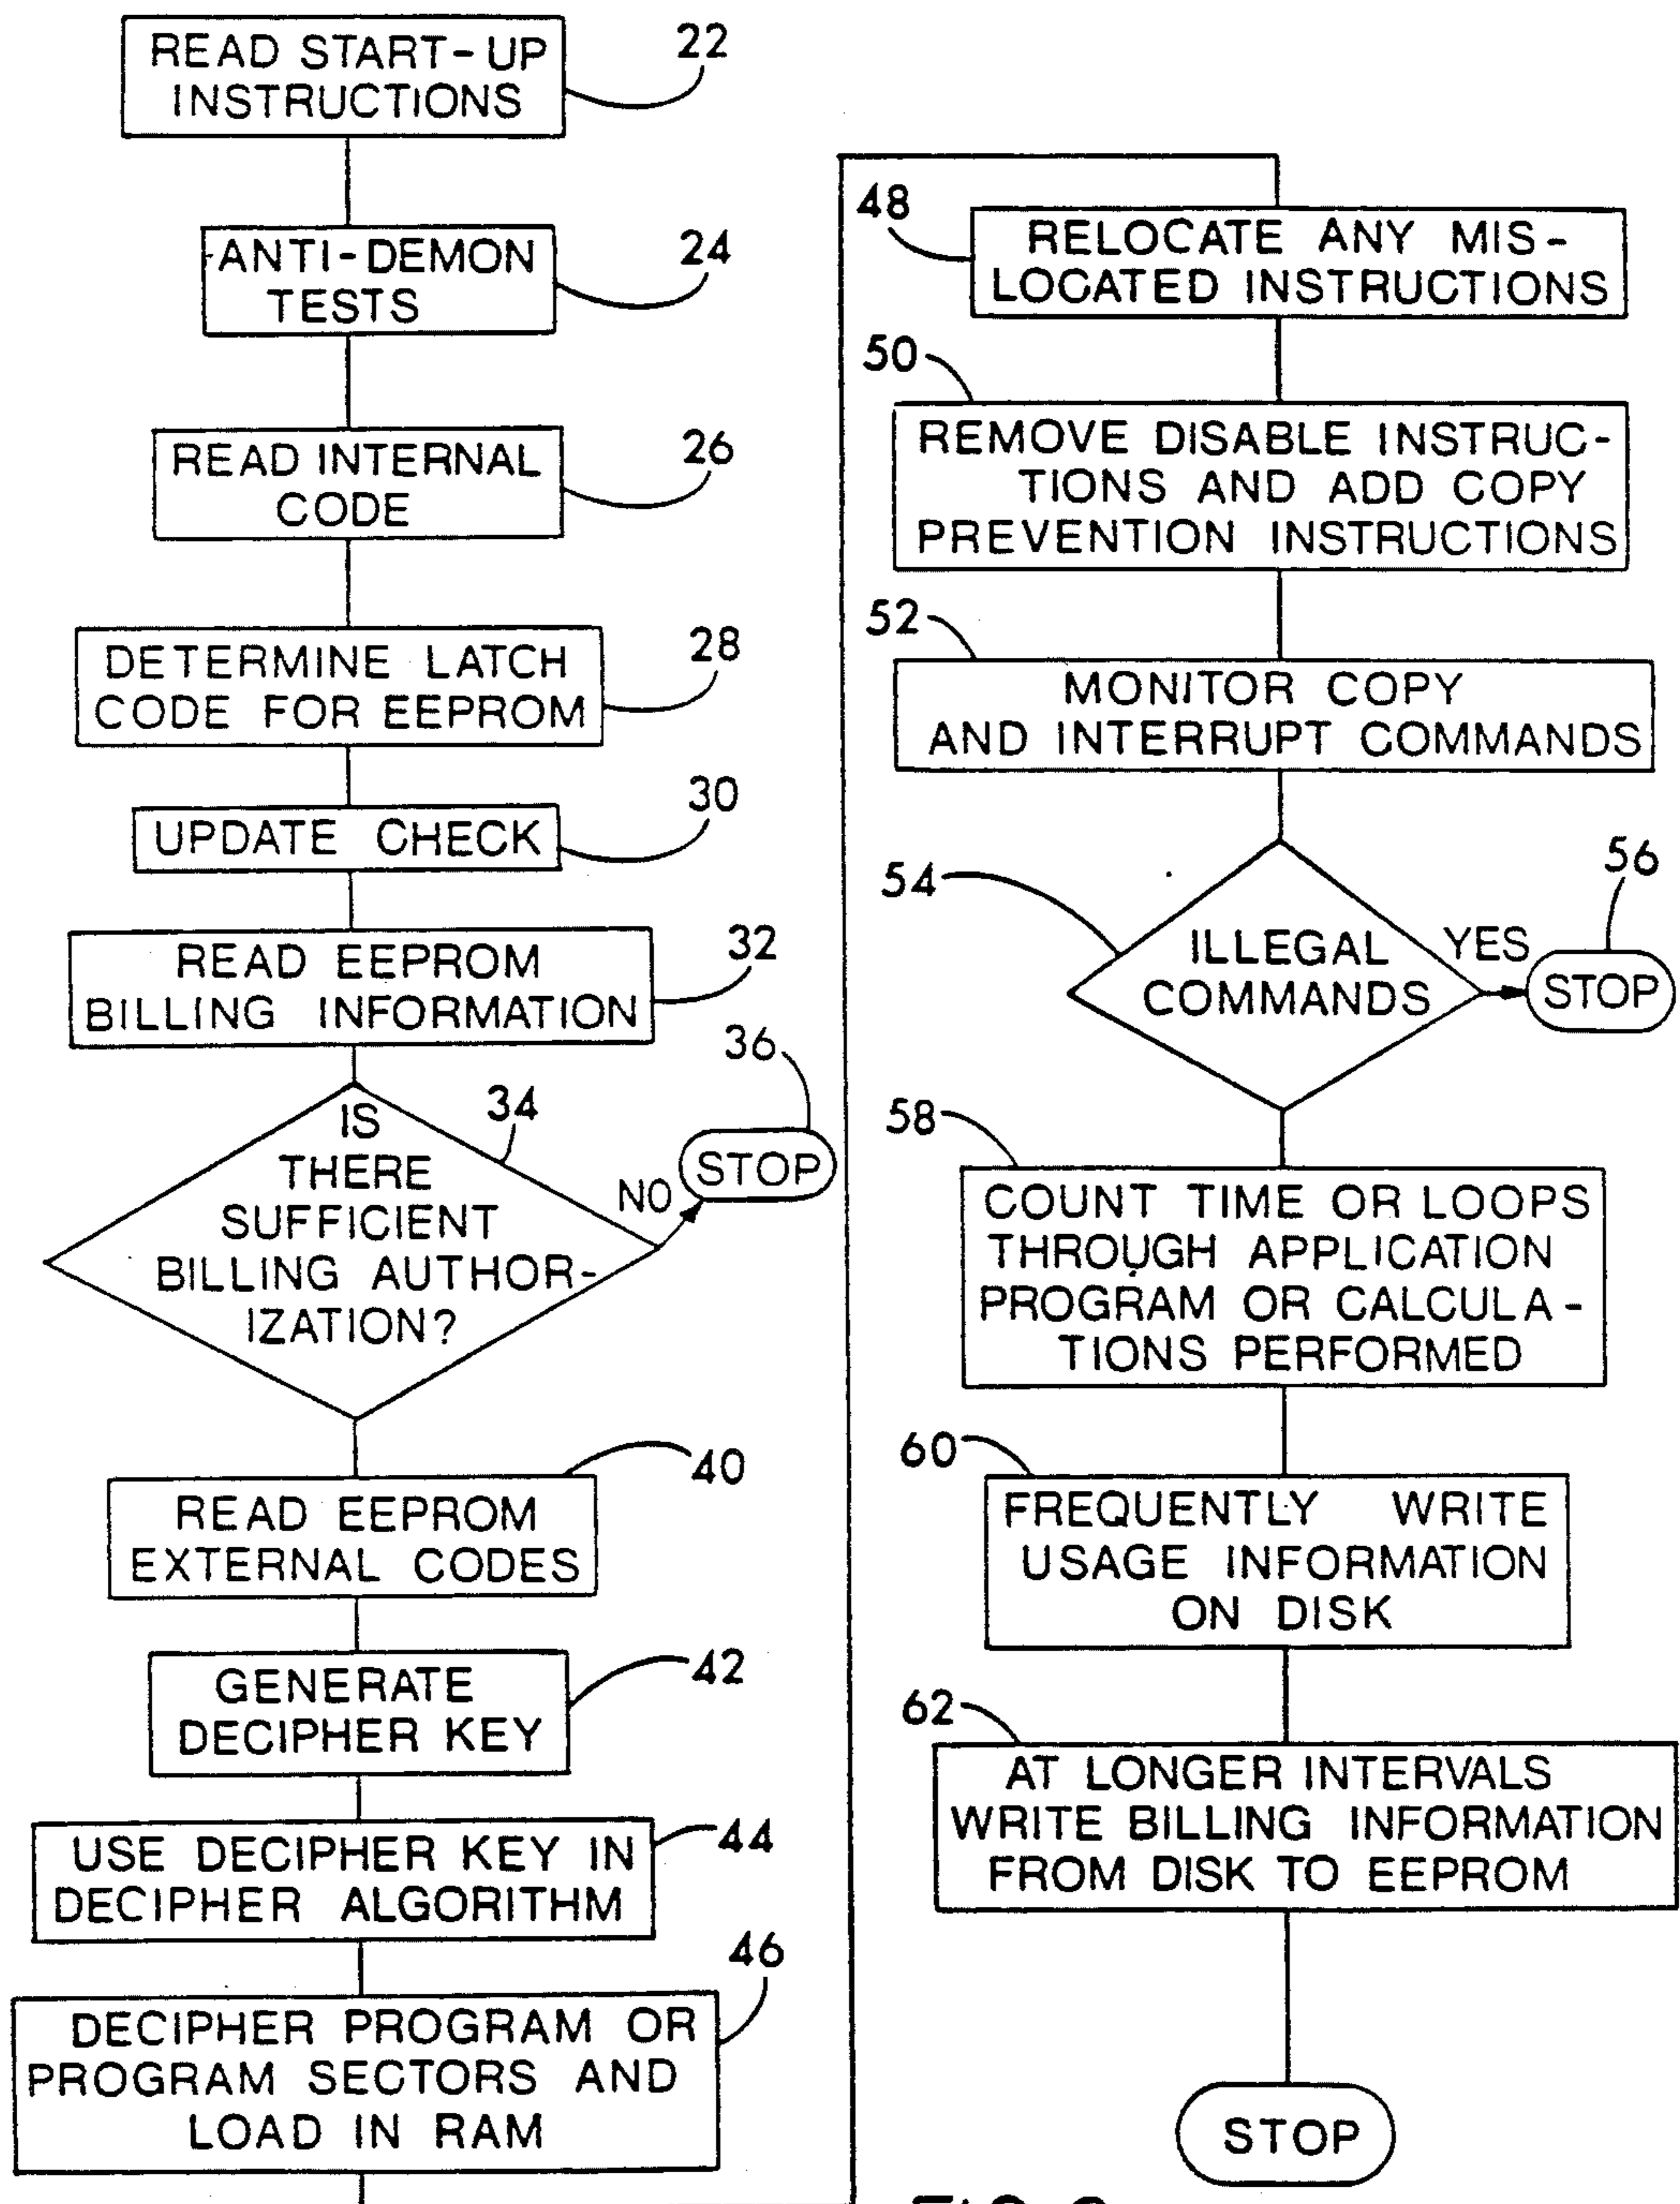 READ START-UP
INSTRUCTIONS
22
ANTI-DEMON
TESTS
24
READ INTERNAL
CODE
26
DETERMINE LATCH
CODE FOR EEPROM
28
UPDATE CHECK
30
READ EEPROM
BILLING INFORMATION
32
IS
THERE
SUFFICIENT
BILLING AUTHOR-
IZATION?
34
NO
STOP
36
READ EEPROM
EXTERNAL CODES
40
GENERATE
DECIPHER KEY
42
USE DECIPHER KEY IN
DECIPHER ALGORITHM
44
DECIPHER PROGRAM OR
PROGRAM SECTORS AND
LOAD IN RAM
46
48
RELOCATE ANY MIS-
LOCATED INSTRUCTIONS
50
REMOVE DISABLE INSTRUC-
TIONS AND ADD COPY
PREVENTION INSTRUCTIONS
52
MONITOR COPY
AND INTERRUPT COMMANDS
54
ILLEGAL
COMMANDS
YES
STOP
56
58
COUNT TIME OR LOOPS
THROUGH APPLICATION
PROGRAM OR CALCULA-
TIONS PERFORMED
60
FREQUENTLY WRITE
USAGE INFORMATION
ON DISK
62
AT LONGER INTERVALS
WRITE BILLING INFORMATION
FROM DISK TO EEPROM
STOP